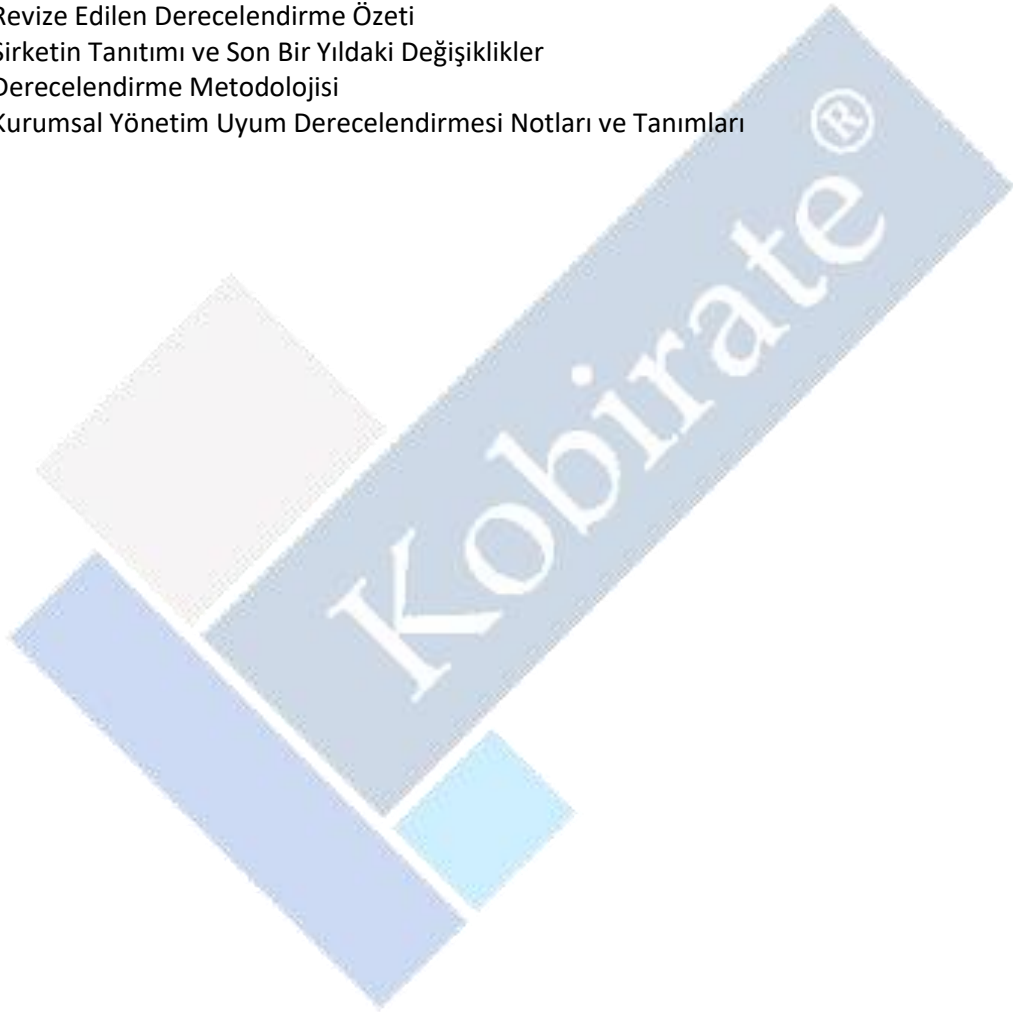 Revize Edilen Derecelendirme Özeti
Şirketin Tanıtımı ve Son Bir Yıldaki Değişiklikler
Derecelendirme Metodolojisi
Kurumsal Yönetim Uyum Derecelendirmesi Notları ve Tanımları
Kobirate ®